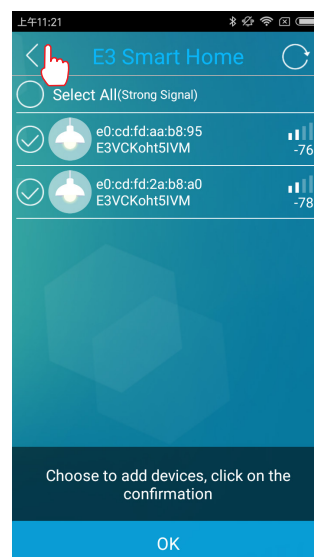 上午11:21
E3 Smart Home
Select All(Strong Signal)
e0:cd:fd:aa:b8:95
E3VCKoht5IVM
-76
e0:cd:fd:2a:b8:a0
E3VCKoht5IVM
-78
Choose to add devices, click on the
confirmation
OK